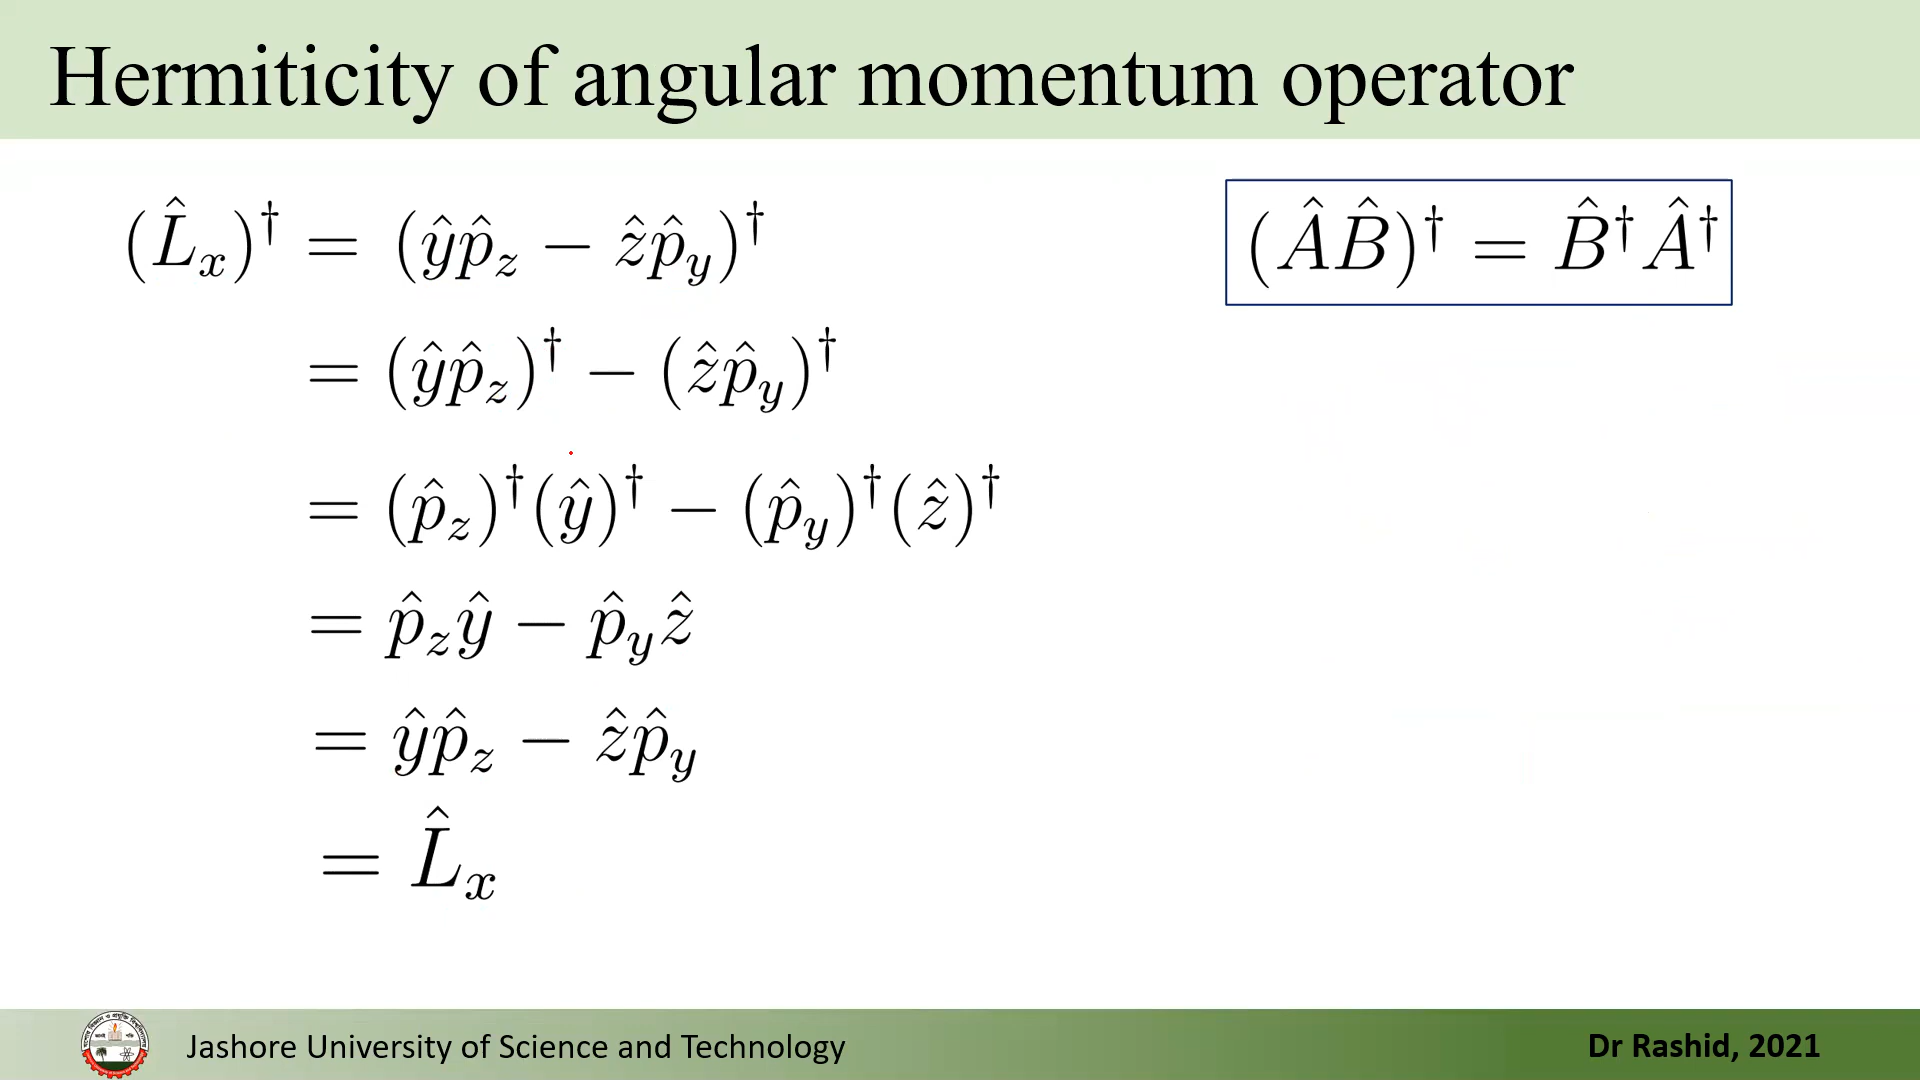 Hermiticity of angular momentum operator
(L̂ₓ)† = (ŷp̂_z − ẑp̂_y)†
(ÂB̂)† = B̂†Â†
= (ŷp̂_z)† − (ẑp̂_y)†
= (p̂_z)†(ŷ)† − (p̂_y)†(ẑ)†
= p̂_zŷ − p̂_yẑ
= ŷp̂_z − ẑp̂_y
= L̂ₓ
Jashore University of Science and Technology
Dr Rashid, 2021